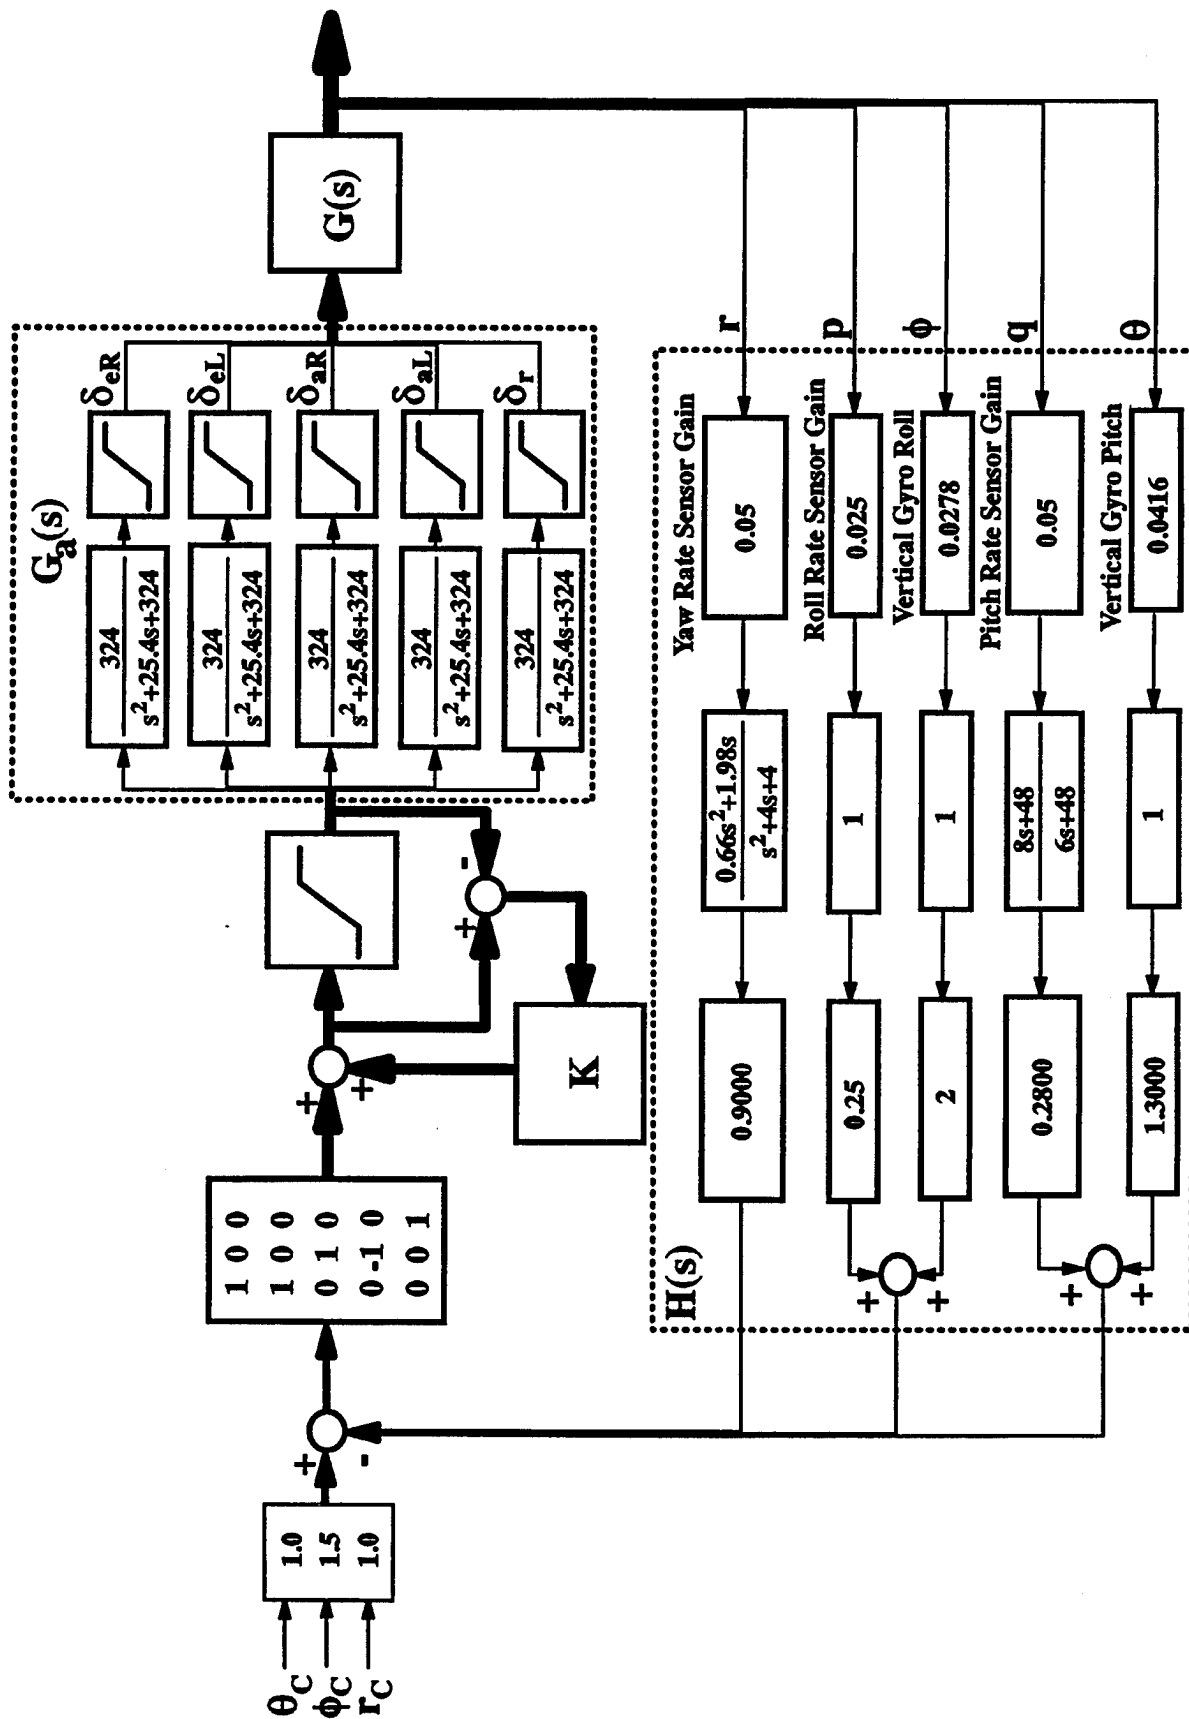 θC
ϕC
rC
1.0
1.5
1.0
+
-
1 0 0
1 0 0
0 1 0
0 -1 0
0 0 1
+
+
K
+
-
Ga(s)
324
s²+25.4s+324
δeR
324
s²+25.4s+324
δeL
324
s²+25.4s+324
δaR
324
s²+25.4s+324
δaL
324
s²+25.4s+324
δr
G(s)
H(s)
0.9000
0.66s²+1.98s
s²+4s+4
Yaw Rate Sensor Gain
0.05
r
0.25
1
Roll Rate Sensor Gain
0.025
p
+
+
2
1
Vertical Gyro Roll
0.0278
ϕ
0.2800
8s+48
6s+48
Pitch Rate Sensor Gain
0.05
q
+
+
1.3000
1
Vertical Gyro Pitch
0.0416
θ